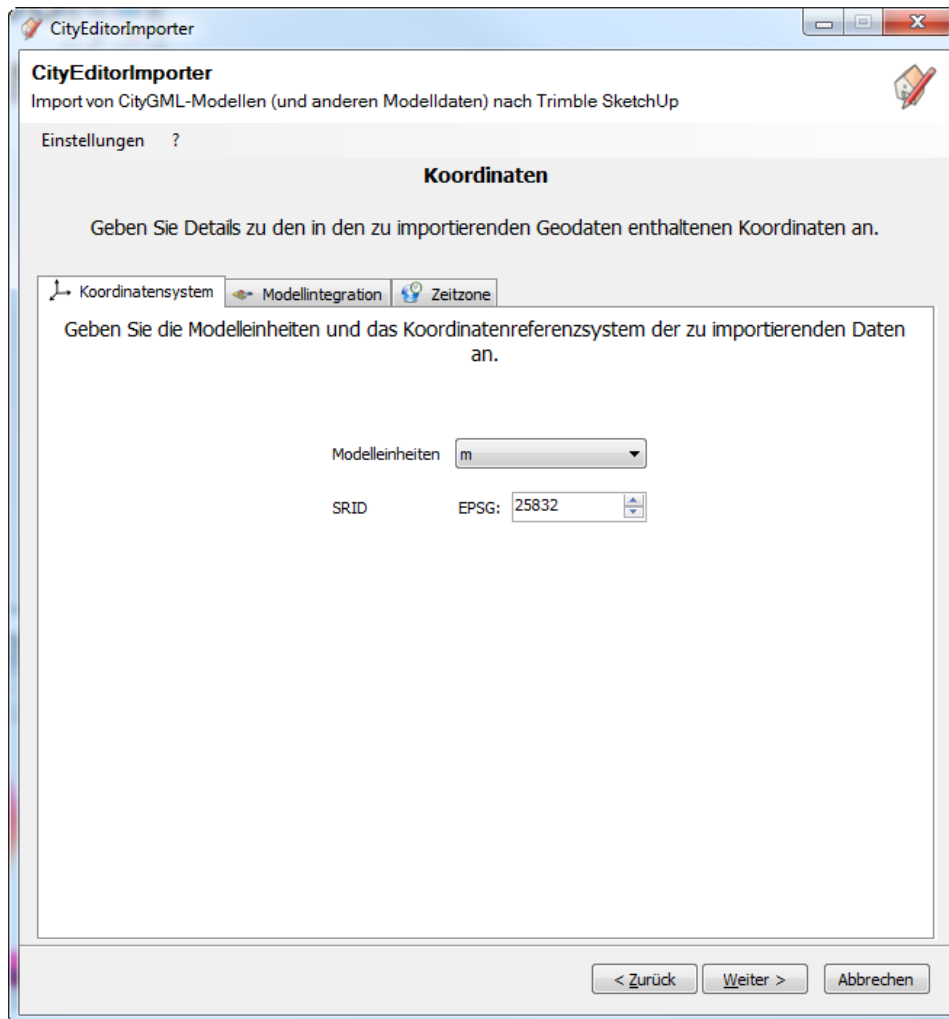 CityEditorImporter
CityEditorImporter
Import von CityGML-Modellen (und anderen Modelldaten) nach Trimble SketchUp
Einstellungen ?
Koordinaten
Geben Sie Details zu den in den zu importierenden Geodaten enthaltenen Koordinaten an.
Koordinatensystem Modellintegration Zeitzone
Geben Sie die Modelleinheiten und das Koordinatenreferenzsystem der zu importierenden Daten
an.
Modelleinheiten m
SRID EPSG: 25832
< Zurück Weiter > Abbrechen